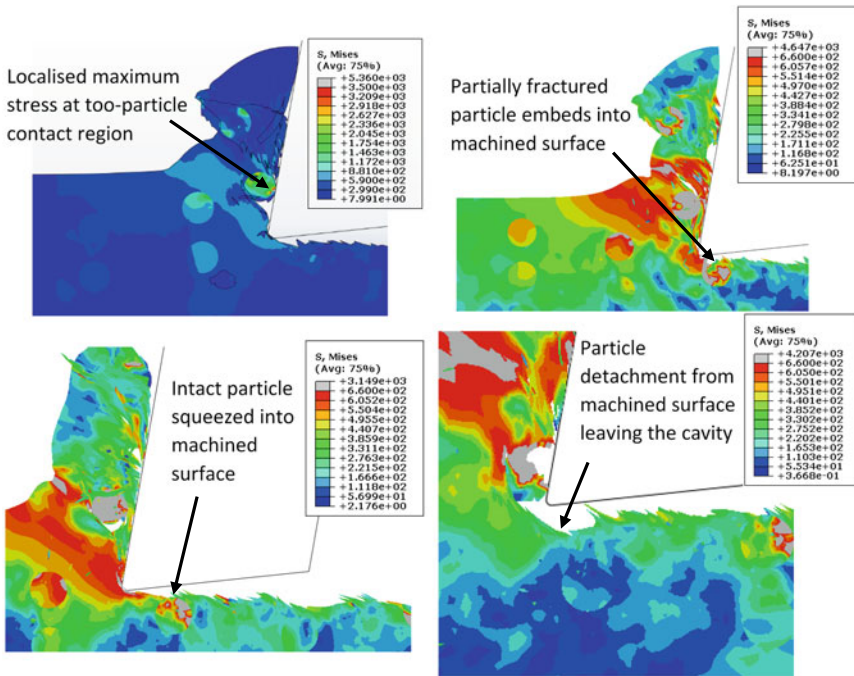 Localised maximum
stress at too-particle
contact region
S, Mises
(Avg: 75%)
+5.360e+03
+3.500e+03
+3.209e+03
+2.918e+03
+2.627e+03
+2.336e+03
+2.045e+03
+1.754e+03
+1.463e+03
+1.172e+03
+8.810e+02
+5.900e+02
+2.990e+02
+7.991e+00
Partially fractured
particle embeds into
machined surface
S, Mises
(Avg: 75%)
+4.647e+03
+6.600e+02
+6.057e+02
+5.514e+02
+4.970e+02
+4.427e+02
+3.884e+02
+3.341e+02
+2.798e+02
+2.255e+02
+1.711e+02
+1.168e+02
+6.251e+01
+8.197e+00
Intact particle
squeezed into
machined
surface
S, Mises
(Avg: 75%)
+3.149e+03
+6.600e+02
+6.052e+02
+5.504e+02
+4.955e+02
+4.407e+02
+3.859e+02
+3.311e+02
+2.763e+02
+2.215e+02
+1.666e+02
+1.118e+02
+5.699e+01
+2.176e+00
Particle
detachment from
machined surface
leaving the cavity
S, Mises
(Avg: 75%)
+4.207e+03
+6.600e+02
+6.050e+02
+5.501e+02
+4.951e+02
+4.401e+02
+3.852e+02
+3.302e+02
+2.752e+02
+2.202e+02
+1.653e+02
+1.103e+02
+5.534e+01
+3.668e-01